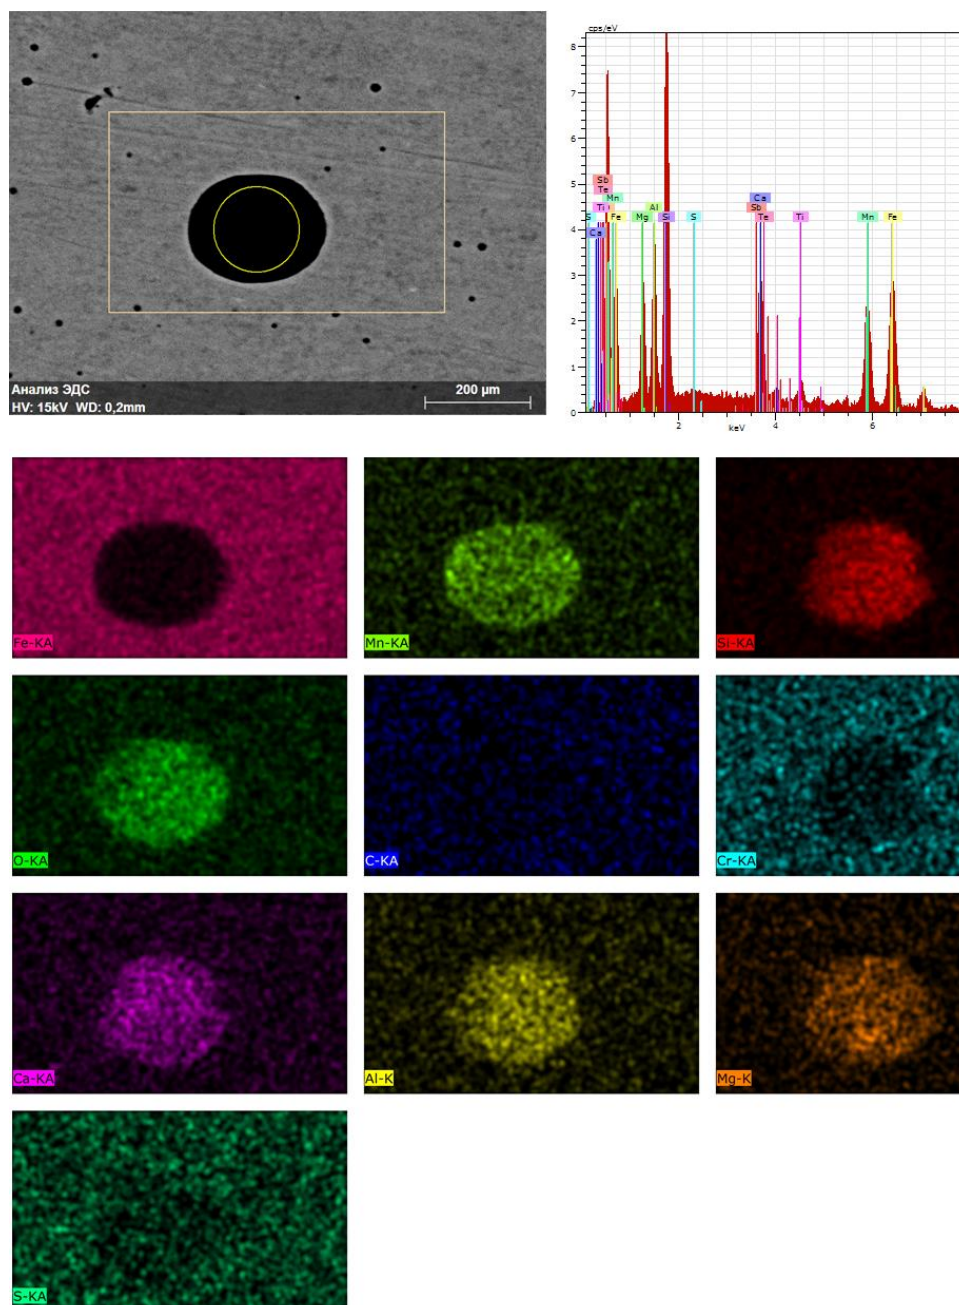 Анализ ЭДС
HV: 15kV WD: 0,2mm
200 µm
cps/eV
8
7
6
5
4
3
2
1
0
Sb
Te
Mn
Ti
S
Fe
Ca
Mg
Al
Si
S
Ca
Sb
Te
Ti
Mn
Fe
2
4
6
keV
Fe-KA
Mn-KA
Si-KA
O-KA
C-KA
Cr-KA
Ca-KA
Al-K
Mg-K
S-KA